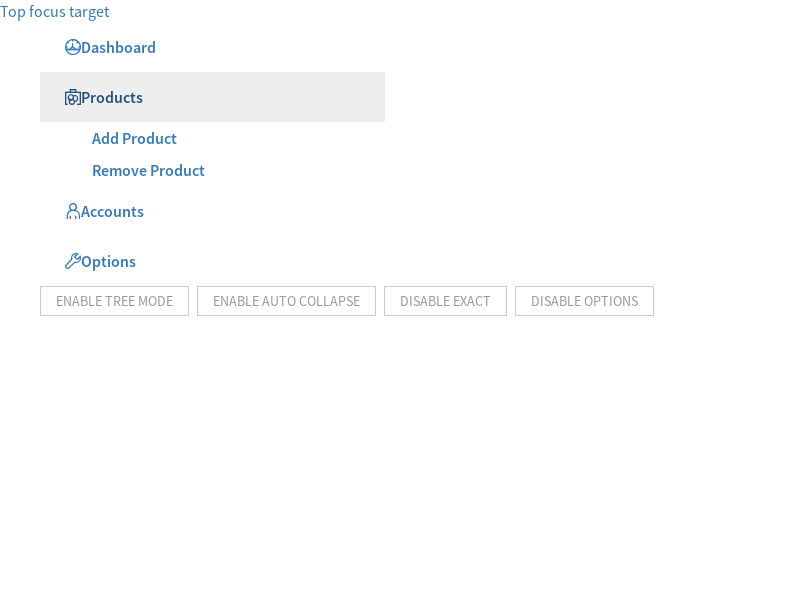 Top focus target
Dashboard
Products
Add Product
Remove Product
Accounts
Options
ENABLE TREE MODE ENABLE AUTO COLLAPSE DISABLE EXACT DISABLE OPTIONS